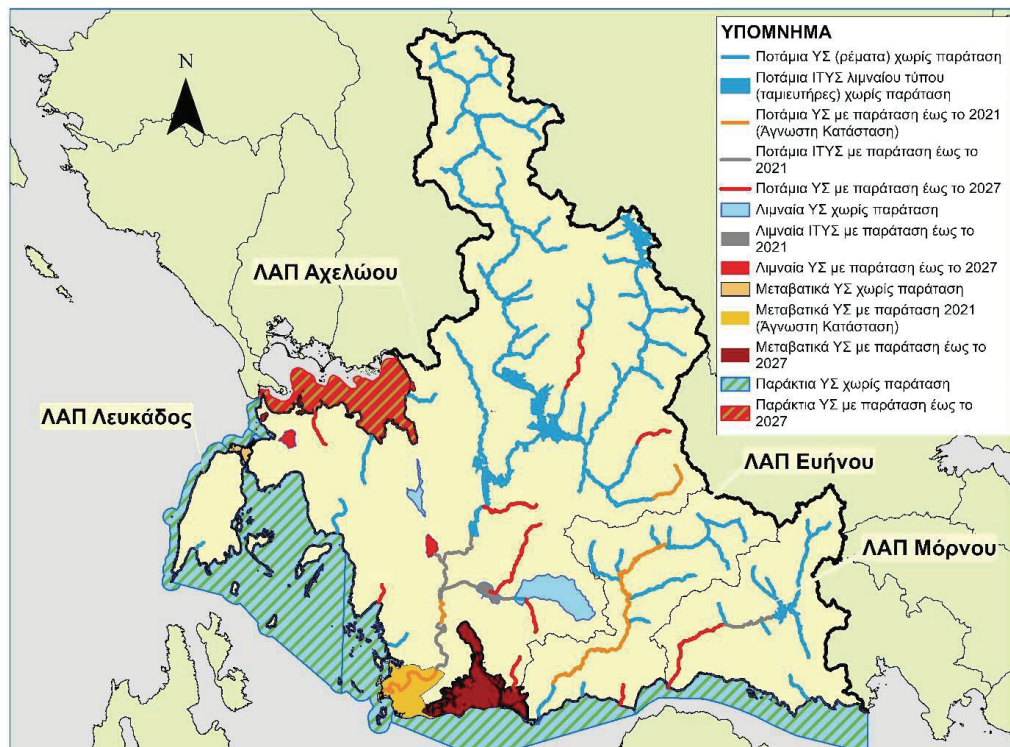 N
ΛΑΠ Αχελώου
ΛΑΠ Λευκάδος
ΛΑΠ Ευήνου
ΛΑΠ Μόρνου
ΥΠΟΜΝΗΜΑ
Ποτάμια ΥΣ (ρέματα) χωρίς παράταση
Ποτάμια ΙΤΥΣ λιμναίου τύπου
(ταμιευτήρες) χωρίς παράταση
Ποτάμια ΥΣ με παράταση έως το 2021
(Άγνωστη Κατάσταση)
Ποτάμια ΙΤΥΣ με παράταση έως το
2021
Ποτάμια ΥΣ με παράταση έως το 2027
Λιμναία ΥΣ χωρίς παράταση
Λιμναία ΙΤΥΣ με παράταση έως το
2021
Λιμναία ΥΣ με παράταση έως το 2027
Μεταβατικά ΥΣ χωρίς παράταση
Μεταβατικά ΥΣ με παράταση 2021
(Άγνωστη Κατάσταση)
Μεταβατικά ΥΣ με παράταση έως το
2027
Παράκτια ΥΣ χωρίς παράταση
Παράκτια ΥΣ με παράταση έως το
2027